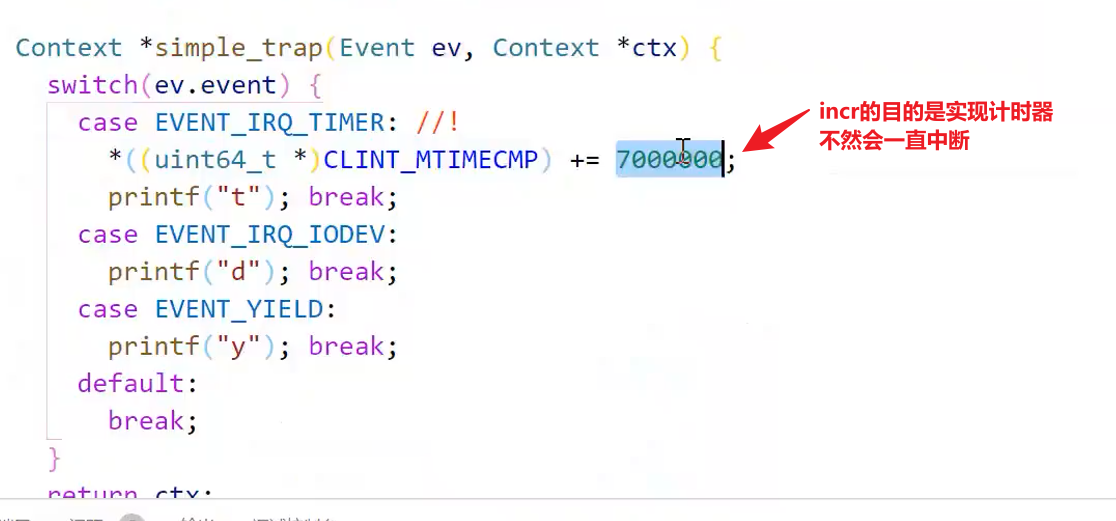 Context *simple_trap(Event ev, Context *ctx) {
switch(ev.event) {
case EVENT_IRQ_TIMER: //!
*((uint64_t *)CLINT_MTIMECMP) += 7000000;
printf("t"); break;
case EVENT_IRQ_IODEV:
printf("d"); break;
case EVENT_YIELD:
printf("y"); break;
default:
break;
}
return ctx;
incr的目的是实现计时器
不然会一直中断